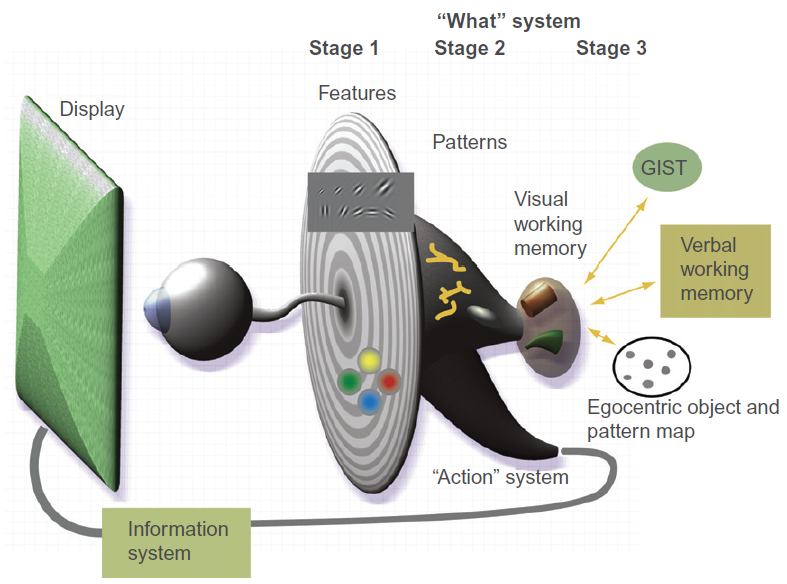 “What” system
Stage 1
Stage 2
Stage 3
Features
Display
Patterns
GIST
Visual
working
memory
Verbal
working
memory
Egocentric object and
pattern map
“Action” system
Information
system